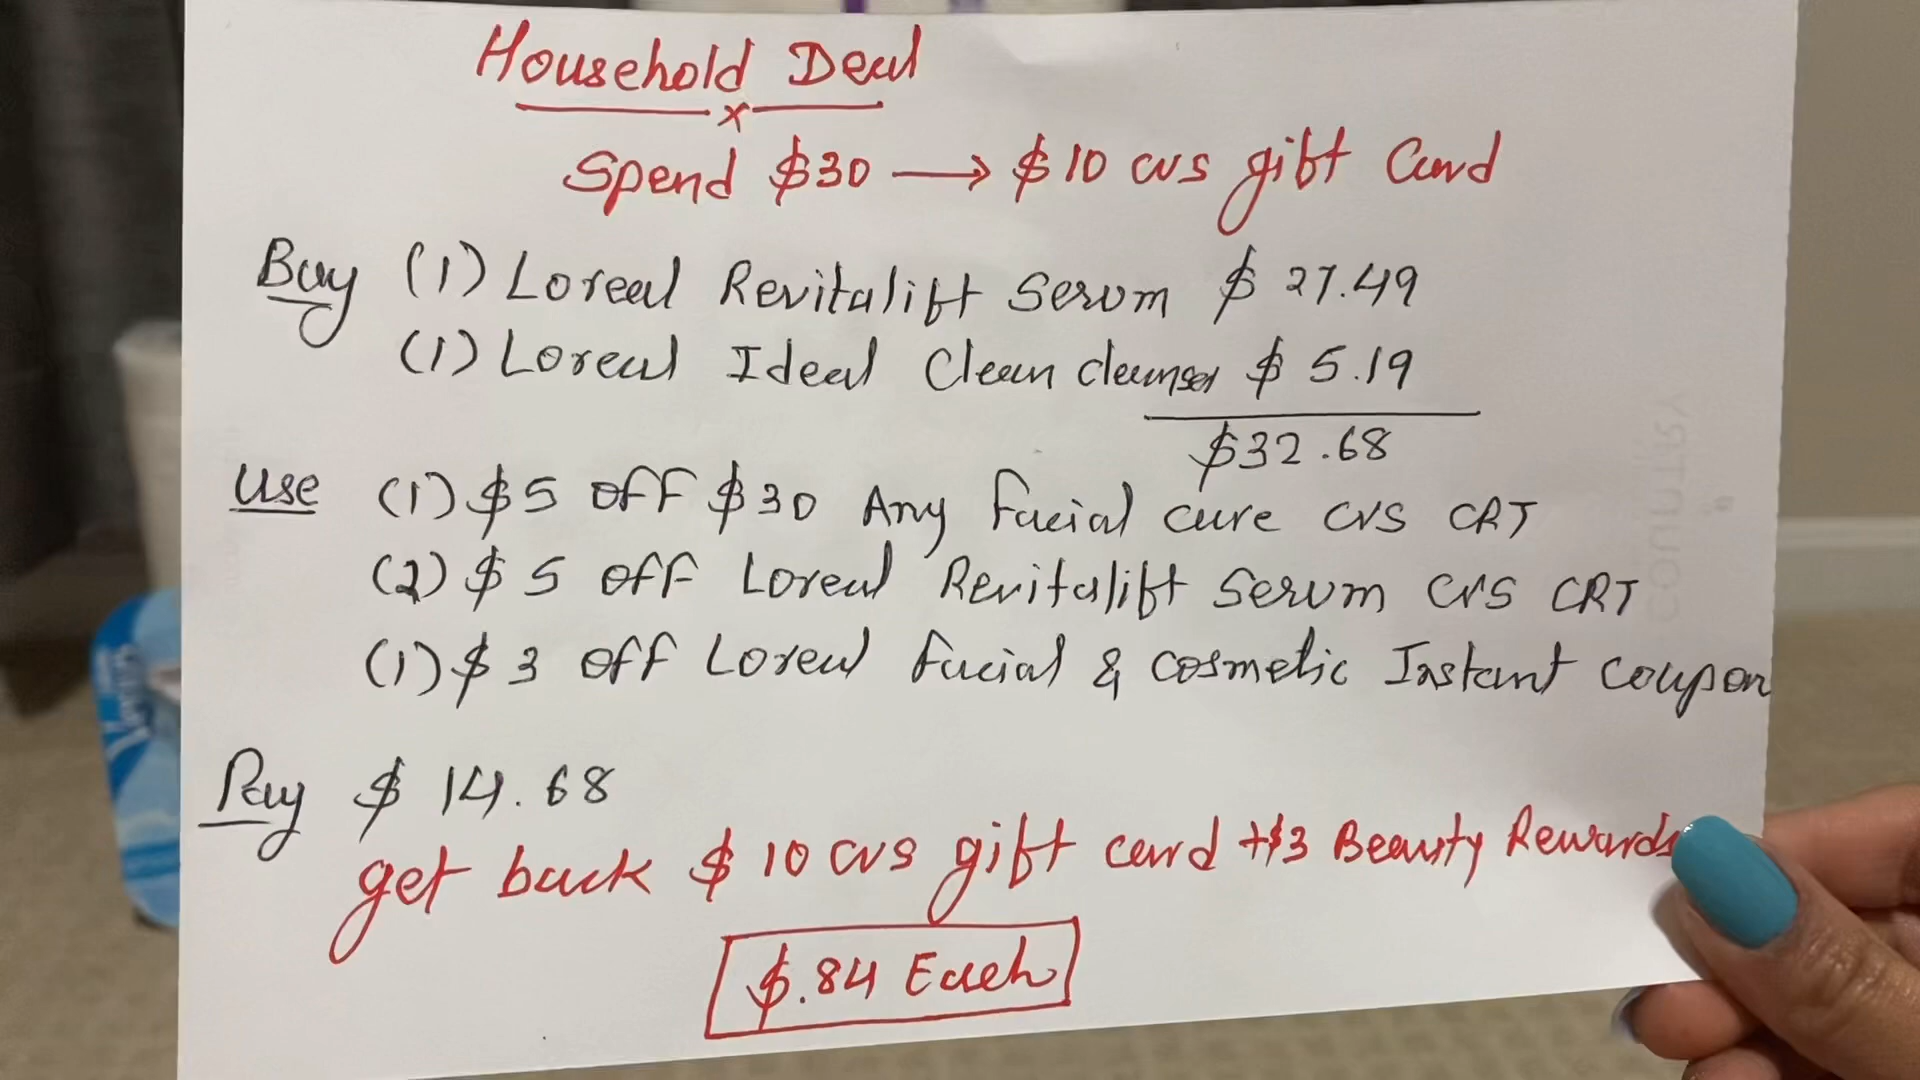 Household Deal
x
Spend $30 → $10 CVS gift Card
Buy (1) Loreal Revitalift Serum $ 27.49
(1) Loreal Ideal Clean cleanser $ 5.19
$32.68
Use (1) $5 off $30 Any facial care CVS CRT
(2) $5 off Loreal Revitalift Serum CVS CRT
(1) $3 off Loreal facial & cosmetic Instant coupon
Pay $ 14.68
get back $10 CVS gift card +$3 Beauty Rewards
$.84 Each
COUNTRY